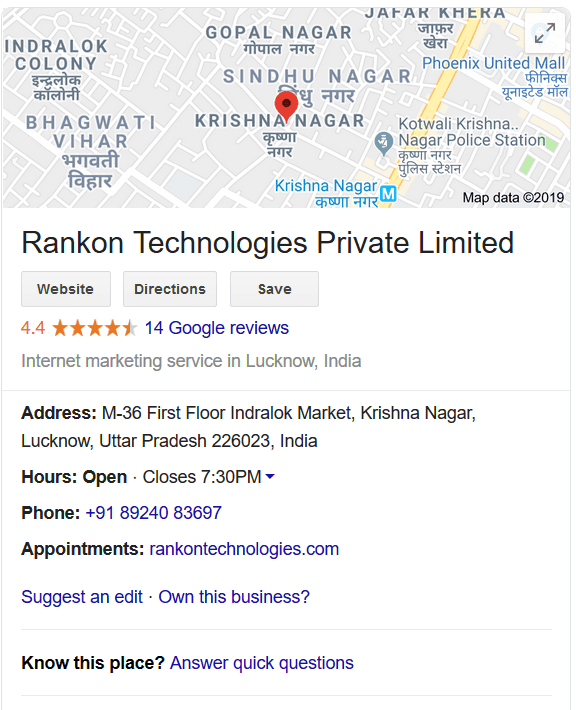 JAFAR KHERA
जाफ़र
खेरा
GOPAL NAGAR
गोपाल नगर
INDRALOK
COLONY
इन्द्रलोक
कॉलोनी
Phoenix United Mall
फीनिक्स
यूनाइटेड मॉल
SINDHU NAGAR
सिंधु नगर
BHAGWATI
VIHAR
भगवती
विहार
KRISHNA NAGAR
कृष्णा
नगर
Kotwali Krishna..
Nagar Police Station
कृष्णा नगर
पुलिस स्टेशन
Krishna Nagar
कृष्णा नगर
M
Map data ©2019
Rankon Technologies Private Limited
Website Directions Save
4.4 14 Google reviews
Internet marketing service in Lucknow, India
Address: M-36 First Floor Indralok Market, Krishna Nagar,
Lucknow, Uttar Pradesh 226023, India
Hours: Open · Closes 7:30PM
Phone: +91 89240 83697
Appointments: rankontechnologies.com
Suggest an edit · Own this business?
Know this place? Answer quick questions